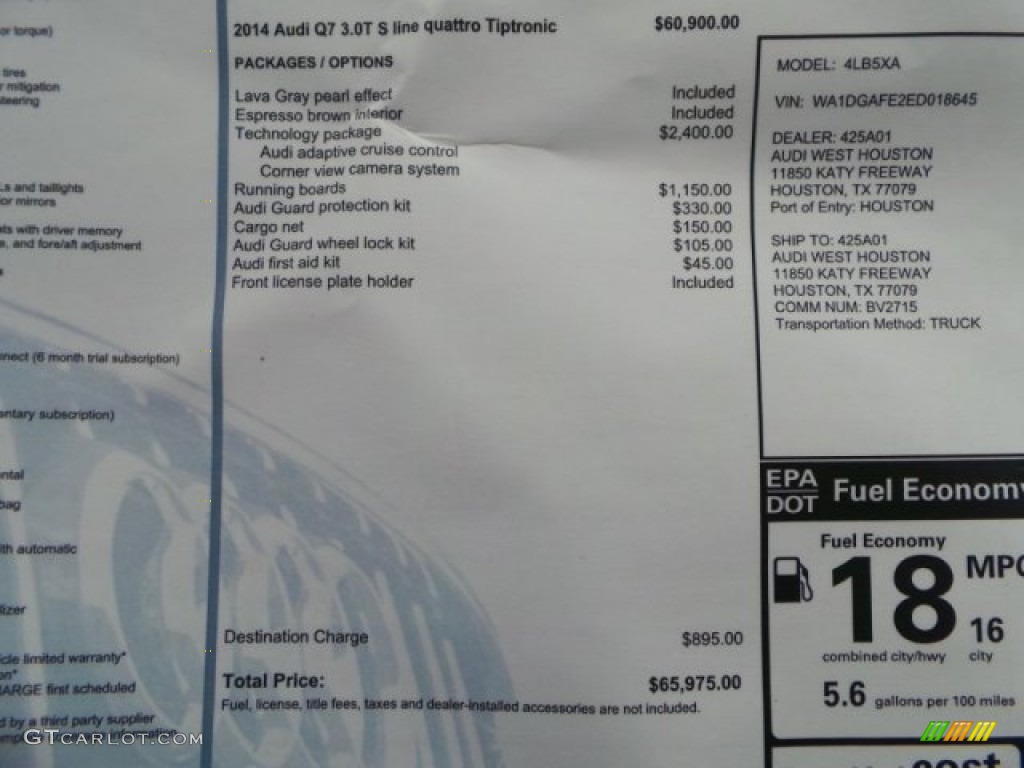 or torque)
tires
mitigation
steering
and taillights
or mirrors
with driver memory
and fore/aft adjustment
(6 month trial subscription)
subscription)
bag
automatic
limited warranty*
first scheduled
by a third party supplier
2014 Audi Q7 3.0T S line quattro Tiptronic $60,900.00
PACKAGES / OPTIONS
Lava Gray pearl effect Included
Espresso brown interior Included
Technology package $2,400.00
Audi adaptive cruise control
Corner view camera system
Running boards $1,150.00
Audi Guard protection kit $330.00
Cargo net $150.00
Audi Guard wheel lock kit $105.00
Audi first aid kit $45.00
Front license plate holder Included
Destination Charge $895.00
Total Price: $65,975.00
Fuel, license, title fees, taxes and dealer-installed accessories are not included.
MODEL: 4LB5XA
VIN: WA1DGAFE2ED018645
DEALER: 425A01
AUDI WEST HOUSTON
11850 KATY FREEWAY
HOUSTON, TX 77079
Port of Entry: HOUSTON
SHIP TO: 425A01
AUDI WEST HOUSTON
11850 KATY FREEWAY
HOUSTON, TX 77079
COMM NUM: BV2715
Transportation Method: TRUCK
EPA
DOT
Fuel Economy
Fuel Economy
18 MPG
16
combined city/hwy city
5.6 gallons per 100 miles
cost
GTCARLOT.COM